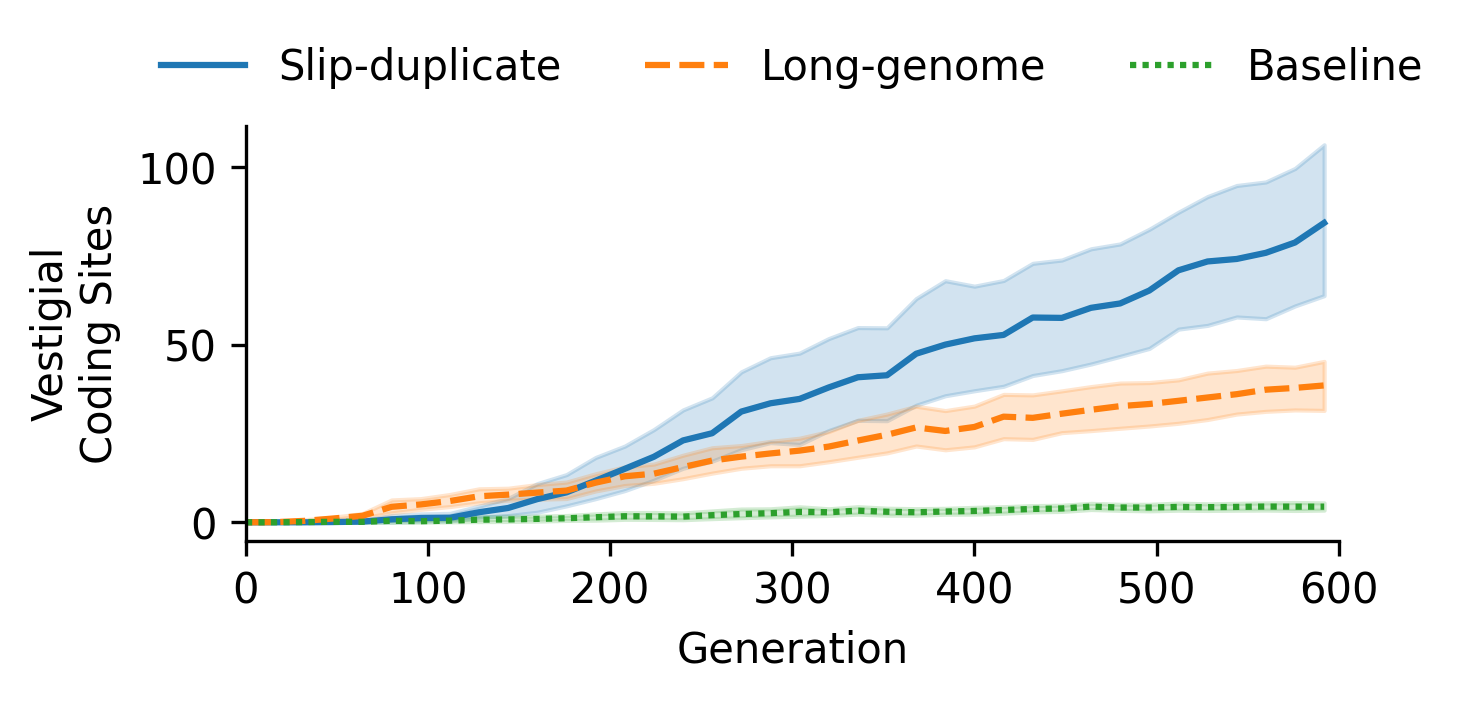 Slip-duplicate Long-genome Baseline
Vestigial
Coding Sites
100
50
0
0 100 200 300 400 500 600
Generation